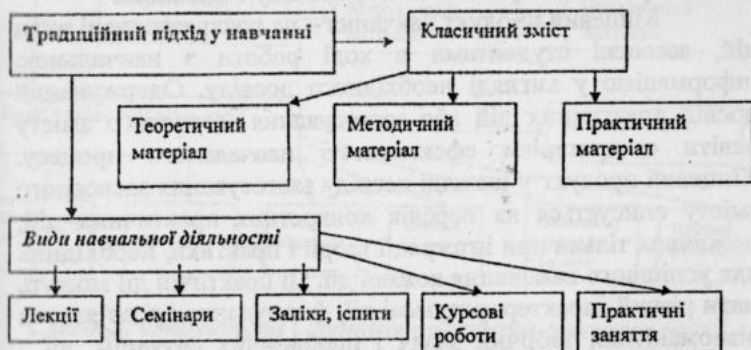 Традиційний підхід у навчанні
Класичний зміст
Теоретичний
матеріал
Методичний
матеріал
Практичний
матеріал
Види навчальної діяльності
Лекції
Семінари
Заліки, іспити
Курсові
роботи
Практичні
заняття